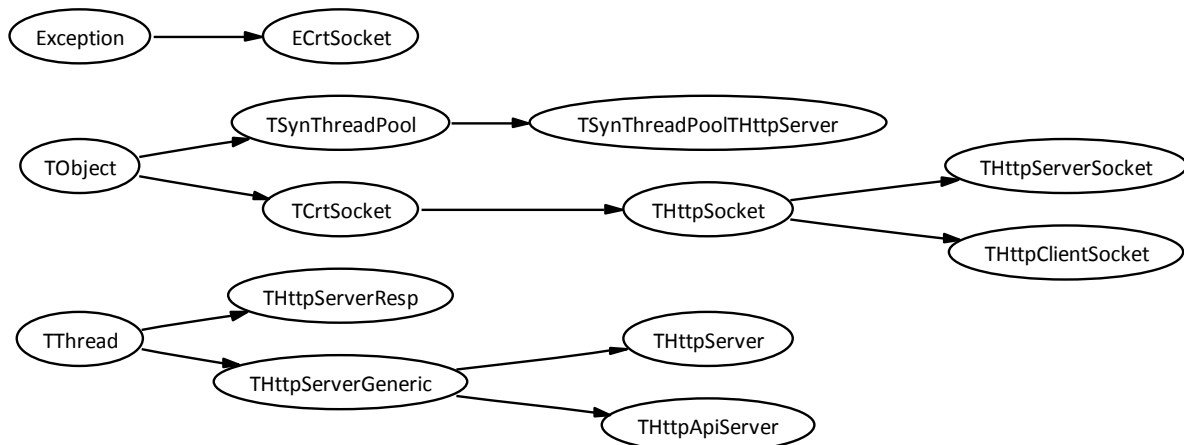 Exception
ECrtSocket
TSynThreadPool
TSynThreadPoolTHttpServer
TObject
THttpServerSocket
TCrtSocket
THttpSocket
THttpClientSocket
THttpServerResp
TThread
THttpServer
THttpServerGeneric
THttpApiServer